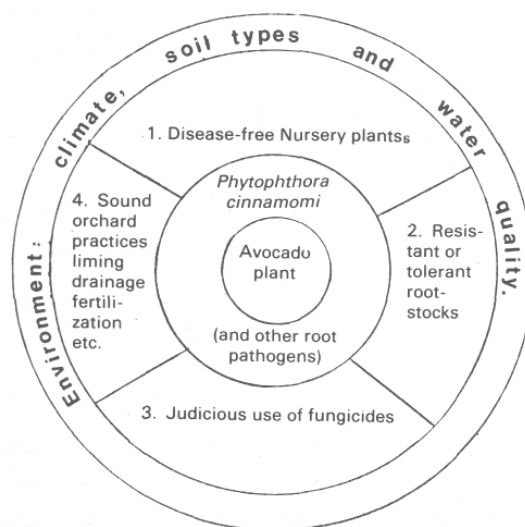 Environment: climate, soil types and water quality.
1. Disease-free Nursery plants
Phytophthora
cinnamomi
Avocado
plant
(and other root
pathogens)
2. Resis-
tant or
tolerant
root-
stocks
3. Judicious use of fungicides
4. Sound
orchard
practices
liming
drainage
fertili-
zation
etc.